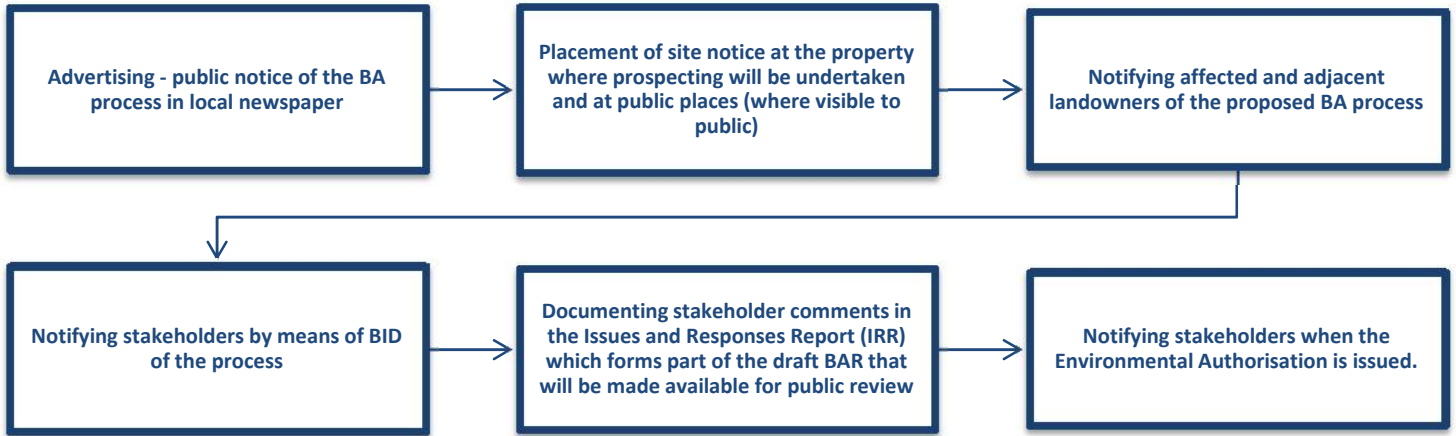 Advertising - public notice of the BA
process in local newspaper
Placement of site notice at the property
where prospecting will be undertaken
and at public places (where visible to
public)
Notifying affected and adjacent
landowners of the proposed BA process
Notifying stakeholders by means of BID
of the process
Documenting stakeholder comments in
the Issues and Responses Report (IRR)
which forms part of the draft BAR that
will be made available for public review
Notifying stakeholders when the
Environmental Authorisation is issued.